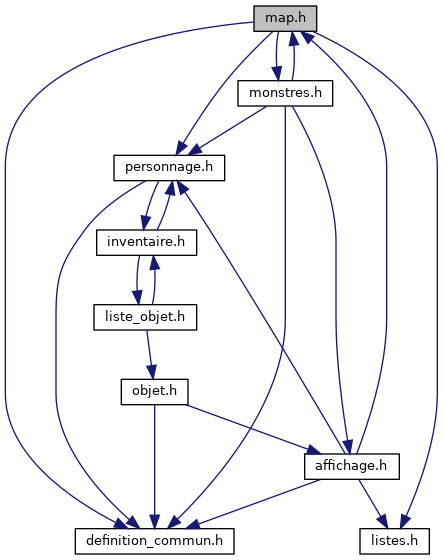 map.h
monstres.h
personnage.h
inventaire.h
liste_objet.h
objet.h
affichage.h
definition_commun.h
listes.h